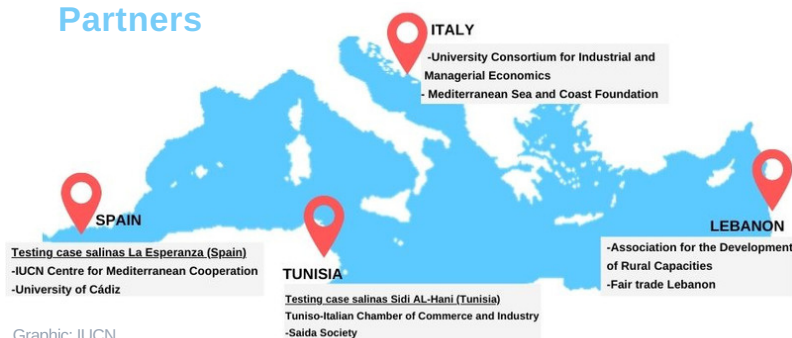 Partners
ITALY
-University Consortium for Industrial and
Managerial Economics
- Mediterranean Sea and Coast Foundation
SPAIN
Testing case salinas La Esperanza (Spain)
-IUCN Centre for Mediterranean Cooperation
-University of Cádiz
TUNISIA
Testing case salinas Sidi AL-Hani (Tunisia)
Tuniso-Italian Chamber of Commerce and Industry
-Saida Society
LEBANON
-Association for the Development
of Rural Capacities
-Fair trade Lebanon
Graphic: IUCN